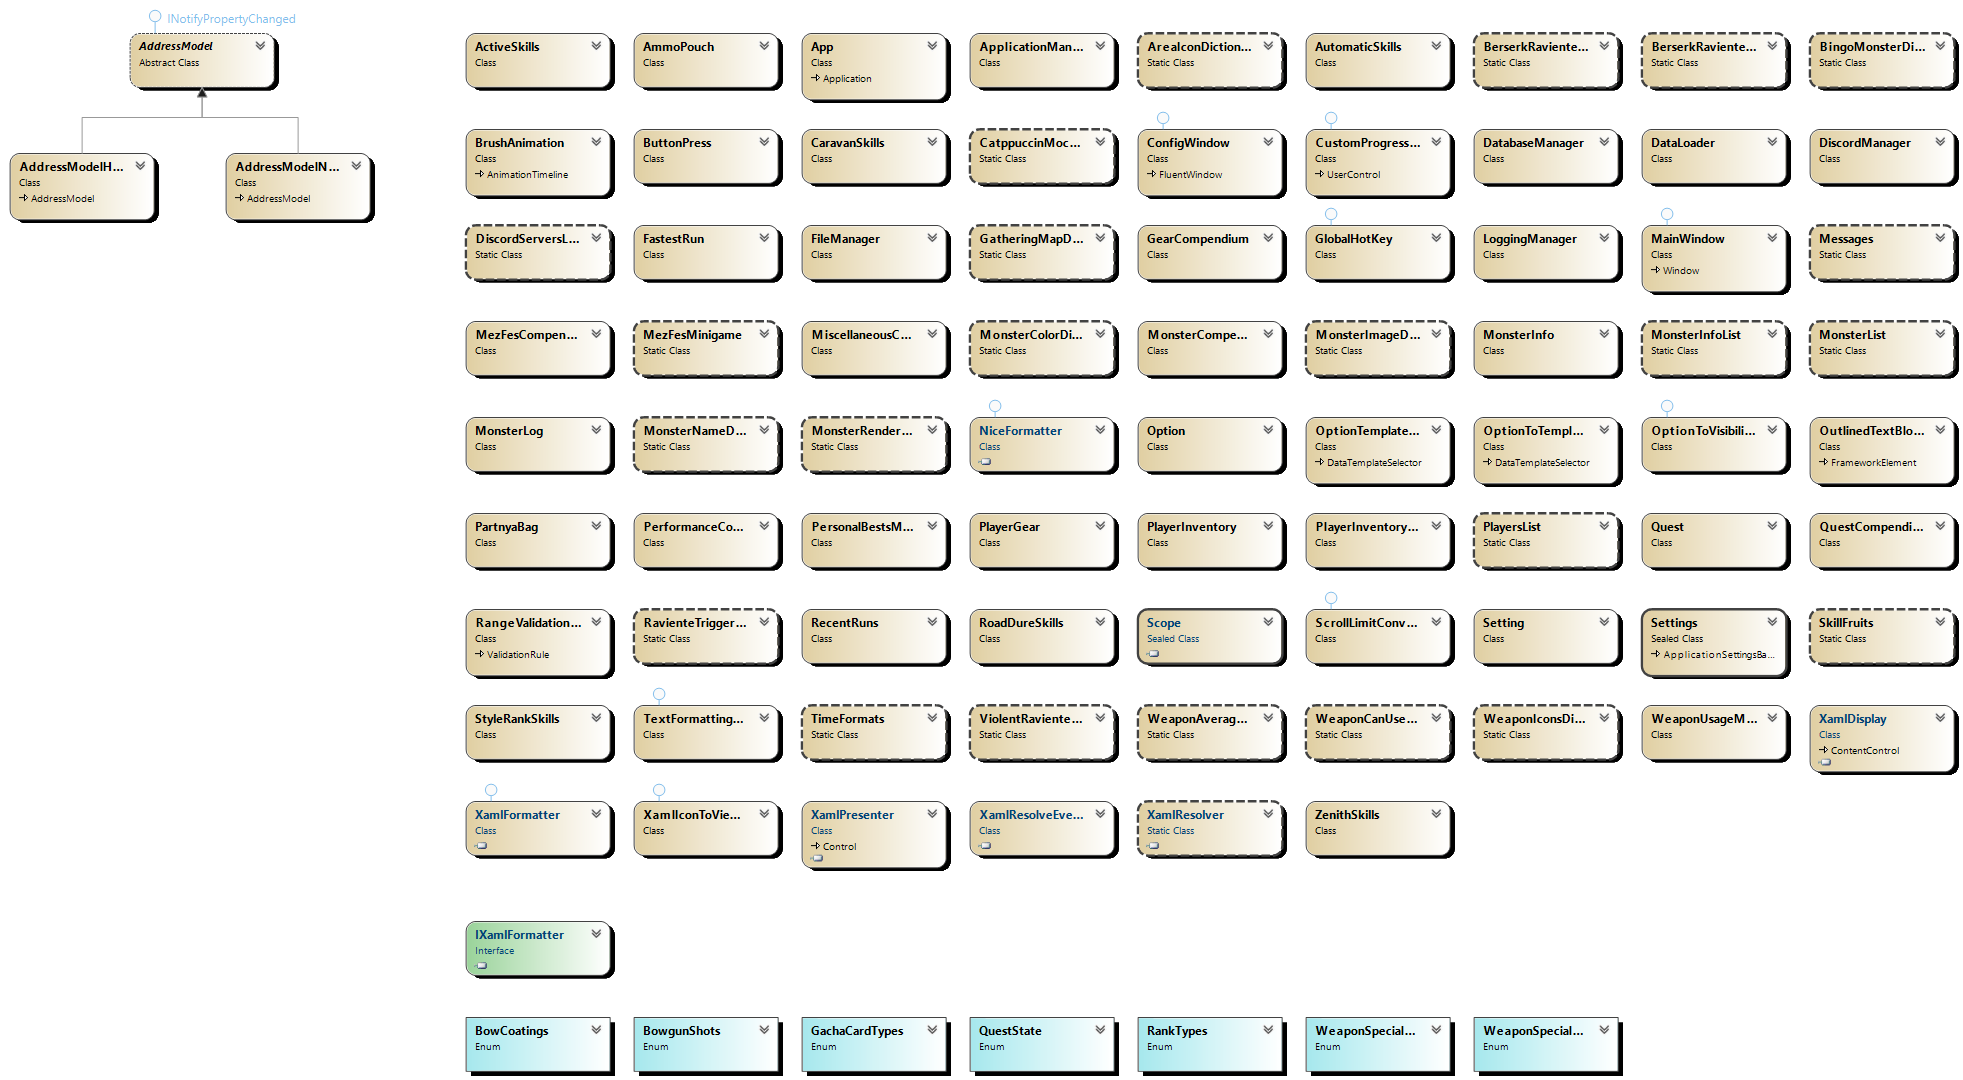 INotifyPropertyChanged
AddressModel
Abstract Class
AddressModelH...
Class
AddressModel
AddressModelN...
Class
AddressModel
ActiveSkills
Class
AmmoPouch
Class
App
Class
Application
ApplicationMan...
Class
AreaIconDiction...
Static Class
AutomaticSkills
Class
BerserkRaviente...
Static Class
BerserkRaviente...
Static Class
BingoMonsterDi...
Static Class
BrushAnimation
Class
AnimationTimeline
ButtonPress
Class
CaravanSkills
Class
CatppuccinMoc...
Static Class
ConfigWindow
Class
FluentWindow
CustomProgress...
Class
UserControl
DatabaseManager
Class
DataLoader
Class
DiscordManager
Class
DiscordServersL...
Static Class
FastestRun
Class
FileManager
Class
GatheringMapD...
Static Class
GearCompendium
Class
GlobalHotKey
Class
LoggingManager
Class
MainWindow
Class
Window
Messages
Static Class
MezFesCompen...
Class
MezFesMinigame
Static Class
MiscellaneousC...
Class
MonsterColorDi...
Static Class
MonsterCompe...
Class
MonsterImageD...
Static Class
MonsterInfo
Class
MonsterInfoList
Static Class
MonsterList
Static Class
MonsterLog
Class
MonsterNameD...
Static Class
MonsterRender...
Static Class
NiceFormatter
Class
Option
Class
OptionTemplate...
Class
DataTemplateSelector
OptionToTempl...
Class
DataTemplateSelector
OptionToVisibili...
Class
OutlinedTextBlo...
Class
FrameworkElement
PartnyaBag
Class
PerformanceCo...
Class
PersonalBestsM...
Class
PlayerGear
Class
PlayerInventory
Class
PlayerInventory...
Class
PlayersList
Static Class
Quest
Class
QuestCompendi...
Class
RangeValidation...
Class
ValidationRule
RavienteTrigger...
Static Class
RecentRuns
Class
RoadDureSkills
Class
Scope
Sealed Class
ScrollLimitConv...
Class
Setting
Class
Settings
Sealed Class
ApplicationSettingsBa...
SkillFruits
Static Class
StyleRankSkills
Class
TextFormatting...
Class
TimeFormats
Static Class
ViolentRaviente...
Static Class
WeaponAverag...
Static Class
WeaponCanUse...
Static Class
WeaponIconsDi...
Static Class
WeaponUsageM...
Class
XamlDisplay
Class
ContentControl
XamlFormatter
Class
XamlIconToVie...
Class
XamlPresenter
Class
Control
XamlResolveEve...
Class
XamlResolver
Static Class
ZenithSkills
Class
IXamlFormatter
Interface
BowCoatings
Enum
BowgunShots
Enum
GachaCardTypes
Enum
QuestState
Enum
RankTypes
Enum
WeaponSpecial...
Enum
WeaponSpecial...
Enum